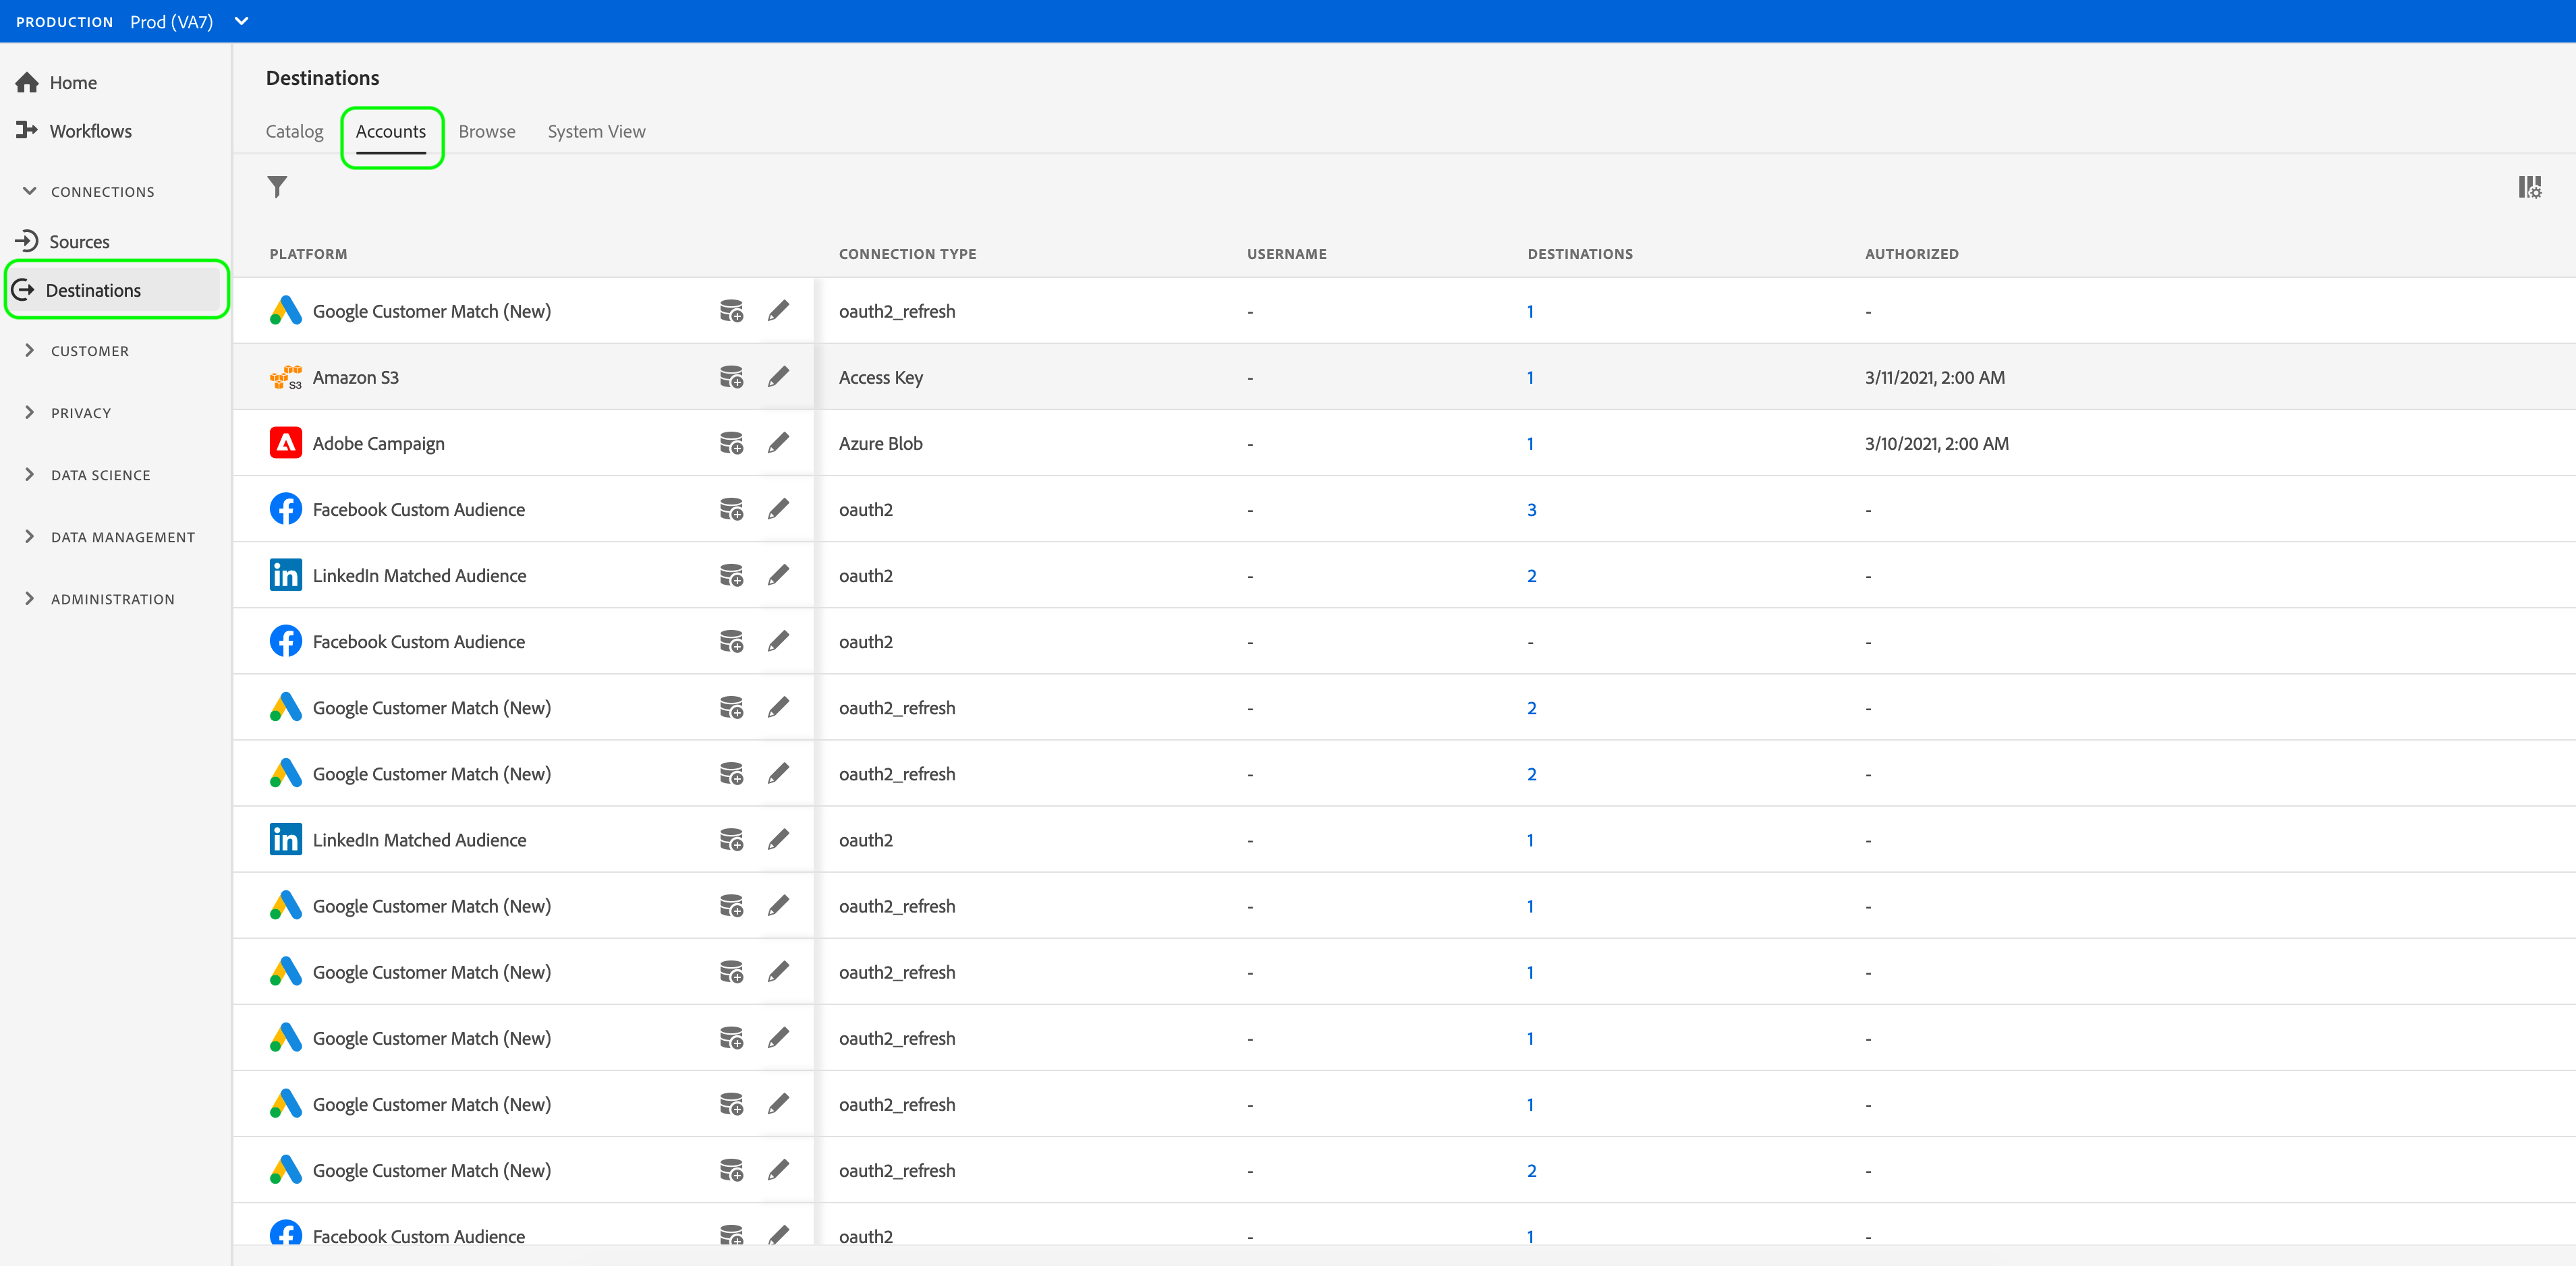 PRODUCTION Prod (VA7)
Home
Workflows
CONNECTIONS
Sources
Destinations
CUSTOMER
PRIVACY
DATA SCIENCE
DATA MANAGEMENT
ADMINISTRATION
Destinations
Catalog Accounts Browse System View
PLATFORM CONNECTION TYPE USERNAME DESTINATIONS AUTHORIZED
Google Customer Match (New) oauth2_refresh - 1 -
S3 Amazon S3 Access Key - 1 3/11/2021, 2:00 AM
Adobe Campaign Azure Blob - 1 3/10/2021, 2:00 AM
Facebook Custom Audience oauth2 - 3 -
in LinkedIn Matched Audience oauth2 - 2 -
Facebook Custom Audience oauth2 - - -
Google Customer Match (New) oauth2_refresh - 2 -
Google Customer Match (New) oauth2_refresh - 2 -
in LinkedIn Matched Audience oauth2 - 1 -
Google Customer Match (New) oauth2_refresh - 1 -
Google Customer Match (New) oauth2_refresh - 1 -
Google Customer Match (New) oauth2_refresh - 1 -
Google Customer Match (New) oauth2_refresh - 1 -
Google Customer Match (New) oauth2_refresh - 2 -
Facebook Custom Audience oauth2 - 1 -